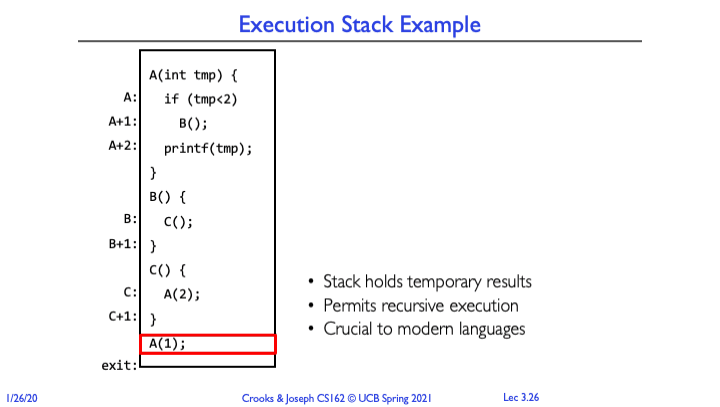 Execution Stack Example
A(int tmp) {
A: if (tmp<2)
A+1: B();
A+2: printf(tmp);
}
B() {
B: C();
B+1: }
C() {
C: A(2);
C+1: }
A(1);
exit:
• Stack holds temporary results
• Permits recursive execution
• Crucial to modern languages
1/26/20 Crooks & Joseph CS162 © UCB Spring 2021 Lec 3.26